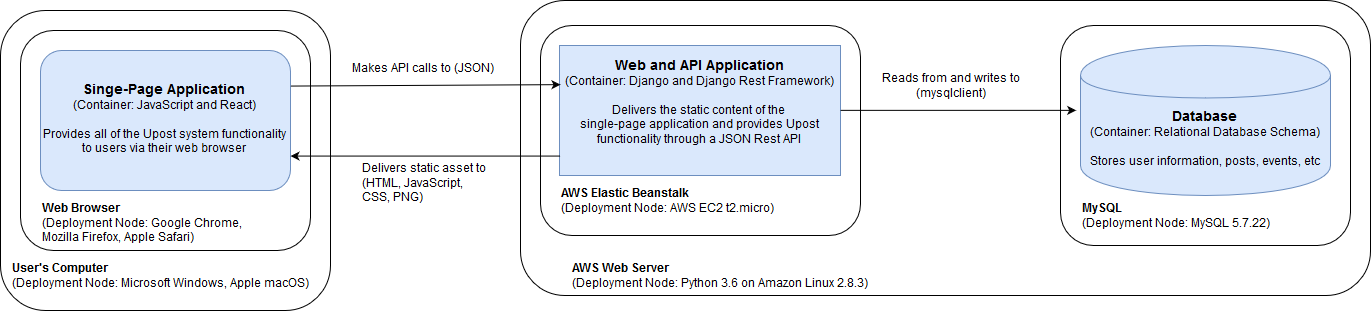 Singe-Page Application
(Container: JavaScript and React)
Provides all of the Upost system functionality
to users via their web browser
Web Browser
(Deployment Node: Google Chrome,
Mozilla Firefox, Apple Safari)
User's Computer
(Deployment Node: Microsoft Windows, Apple macOS)
Makes API calls to (JSON)
Delivers static asset to
(HTML, JavaScript,
CSS, PNG)
Web and API Application
(Container: Django and Django Rest Framework)
Delivers the static content of the
single-page application and provides Upost
functionality through a JSON Rest API
AWS Elastic Beanstalk
(Deployment Node: AWS EC2 t2.micro)
AWS Web Server
(Deployment Node: Python 3.6 on Amazon Linux 2.8.3)
Reads from and writes to
(mysqlclient)
Database
(Container: Relational Database Schema)
Stores user information, posts, events, etc
MySQL
(Deployment Node: MySQL 5.7.22)